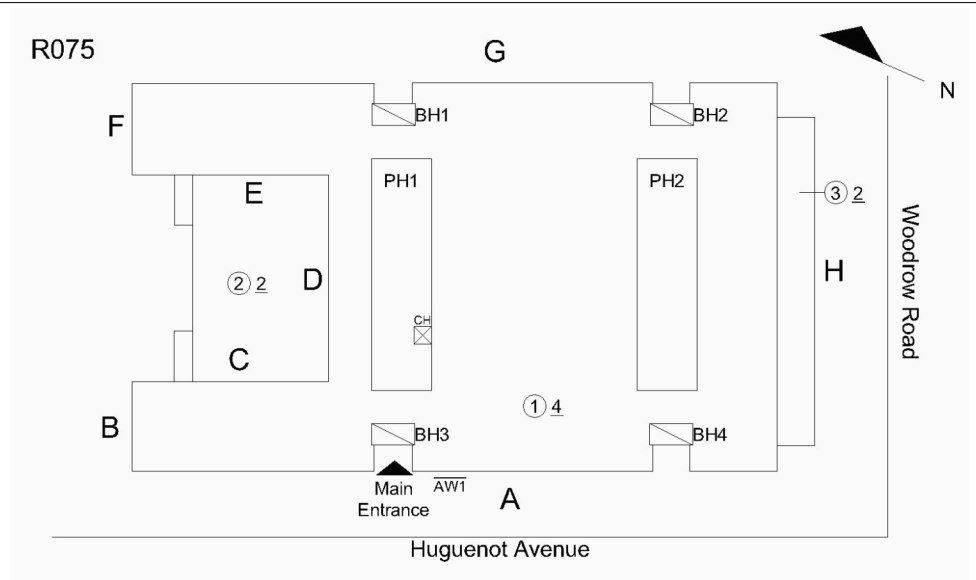 R075
G
N
F
BH1
BH2
PH1
PH2
E
③ 2
② 2
D
H
Woodrow Road
CH
C
① 4
B
BH3
BH4
Main
Entrance
AW1
A
Huguenot Avenue